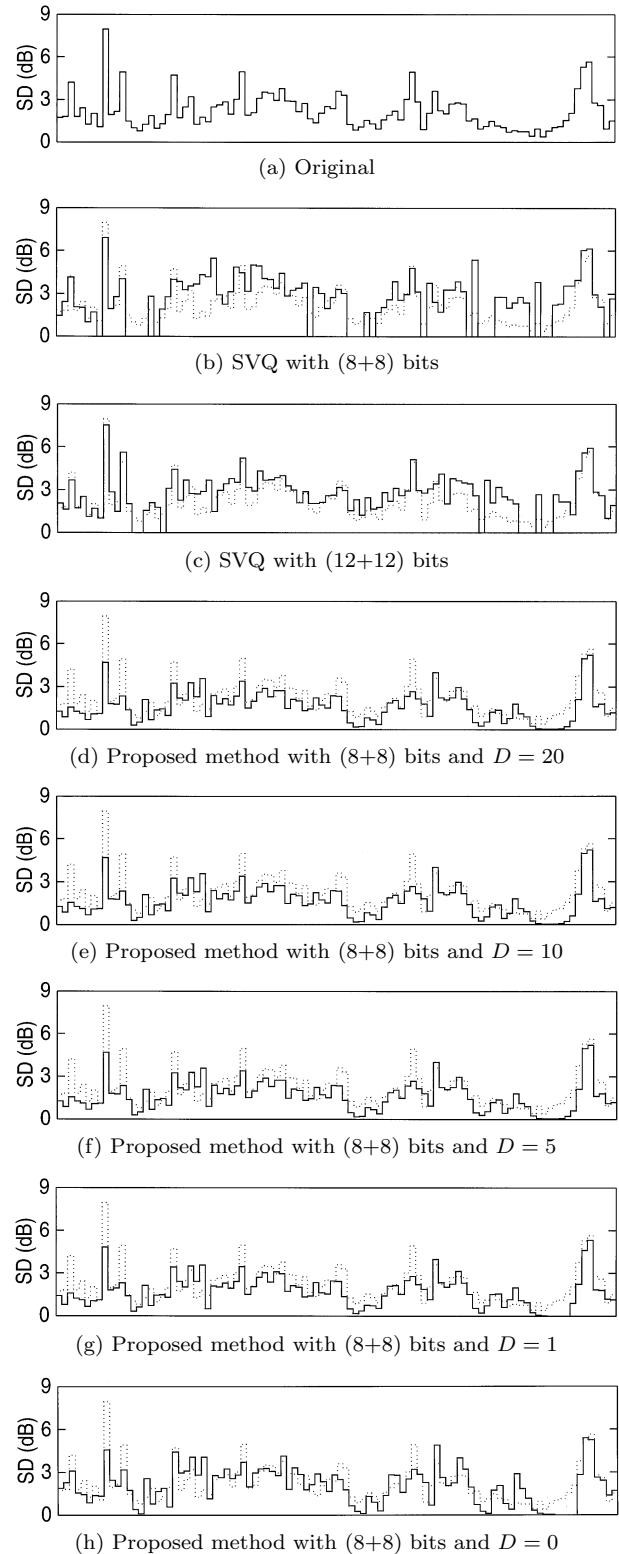 9
6
3
0
SD (dB)
(a) Original
9
6
3
0
SD (dB)
(b) SVQ with (8+8) bits
9
6
3
0
SD (dB)
(c) SVQ with (12+12) bits
9
6
3
0
SD (dB)
(d) Proposed method with (8+8) bits and D = 20
9
6
3
0
SD (dB)
(e) Proposed method with (8+8) bits and D = 10
9
6
3
0
SD (dB)
(f) Proposed method with (8+8) bits and D = 5
9
6
3
0
SD (dB)
(g) Proposed method with (8+8) bits and D = 1
9
6
3
0
SD (dB)
(h) Proposed method with (8+8) bits and D = 0